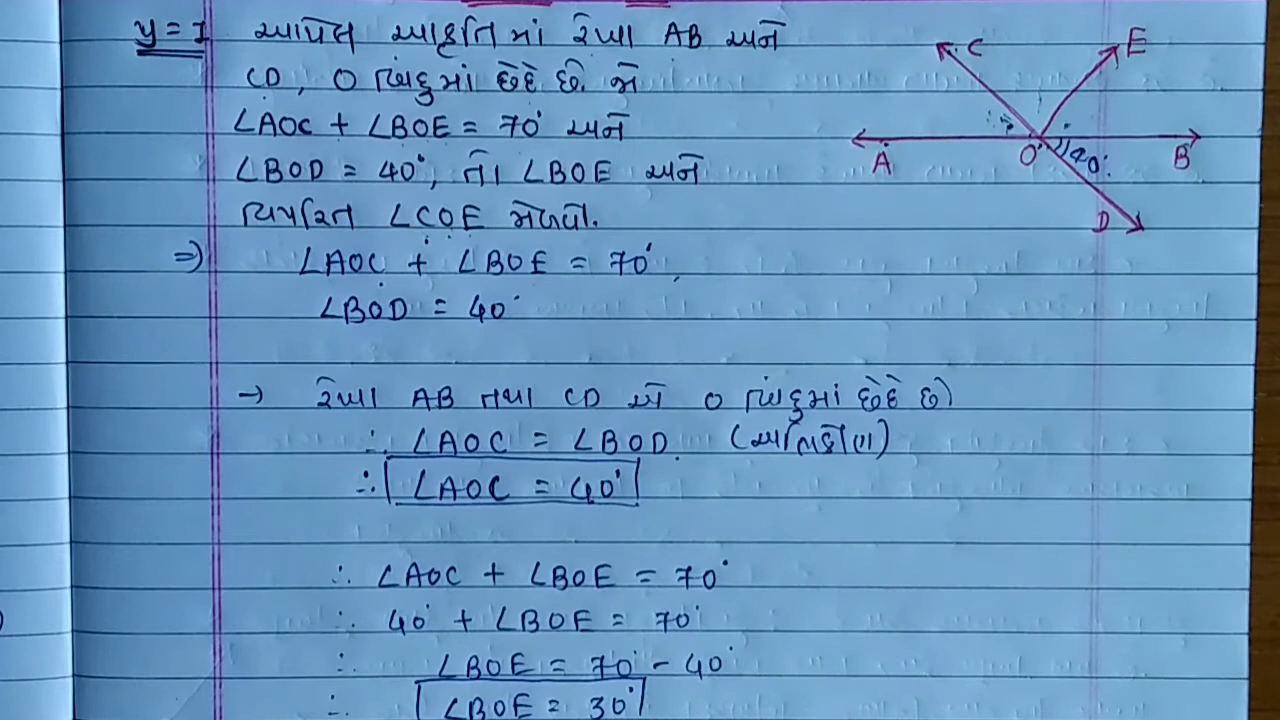 y = 1 આપેલ આકૃતિ માં રેખા AB અને
CD, O બિંદુમાં છેદે છે. જો
∠AOC + ∠BOE = 70° અને
∠BOD = 40°, તો ∠BOE અને
વિપરિત ∠COE મેળવો.
⇒ ∠AOC + ∠BOE = 70°,
∠BOD = 40°
→ રેખા AB તથા CD એ O બિંદુમાં છેદે છે
∴ ∠AOC = ∠BOD. (અભિકોણ)
∴ ∠AOC = 40°
∴ ∠AOC + ∠BOE = 70°
∴ 40° + ∠BOE = 70°
∴ ∠BOE = 70° - 40°
∴ ∠BOE = 30°
C
E
A
O
40°
B
D